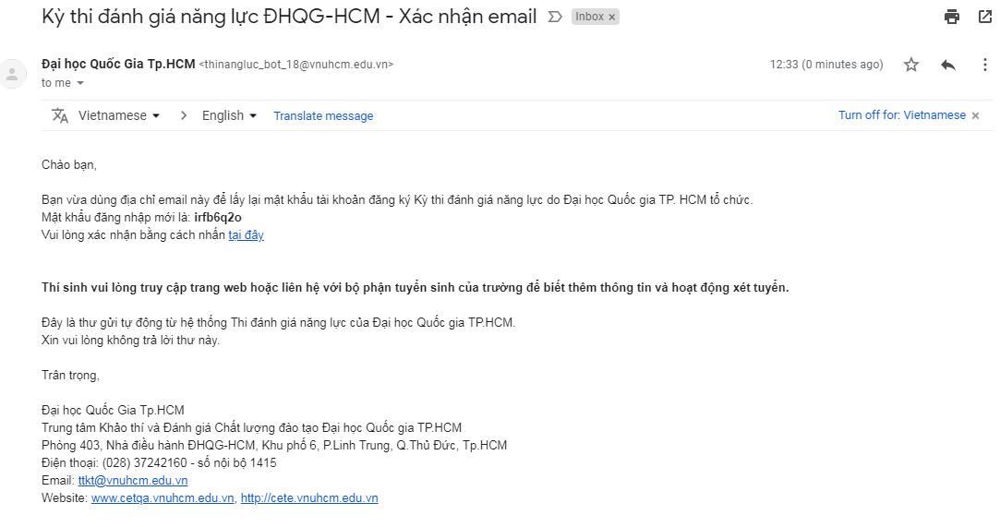 Kỳ thi đánh giá năng lực ĐHQG-HCM - Xác nhận email Inbox ×
Đại học Quốc Gia Tp.HCM <thinangluc_bot_18@vnuhcm.edu.vn> 12:33 (0 minutes ago)
to me
Vietnamese > English Translate message Turn off for: Vietnamese ×
Chào bạn,
Bạn vừa dùng địa chỉ email này để lấy lại mật khẩu tài khoản đăng ký Kỳ thi đánh giá năng lực do Đại học Quốc gia TP. HCM tổ chức.
Mật khẩu đăng nhập mới là: irfb6q2o
Vui lòng xác nhận bằng cách nhấn tại đây
Thí sinh vui lòng truy cập trang web hoặc liên hệ với bộ phận tuyển sinh của trường để biết thêm thông tin và hoạt động xét tuyển.
Đây là thư gửi tự động từ hệ thống Thi đánh giá năng lực của Đại học Quốc gia TP.HCM.
Xin vui lòng không trả lời thư này.
Trân trọng,
Đại học Quốc Gia Tp.HCM
Trung tâm Khảo thí và Đánh giá Chất lượng đào tạo Đại học Quốc gia TP.HCM
Phòng 403, Nhà điều hành ĐHQG-HCM, Khu phố 6, P.Linh Trung, Q.Thủ Đức, Tp.HCM
Điện thoại: (028) 37242160 - số nội bộ 1415
Email: ttkt@vnuhcm.edu.vn
Website: www.cetqa.vnuhcm.edu.vn, http://cete.vnuhcm.edu.vn